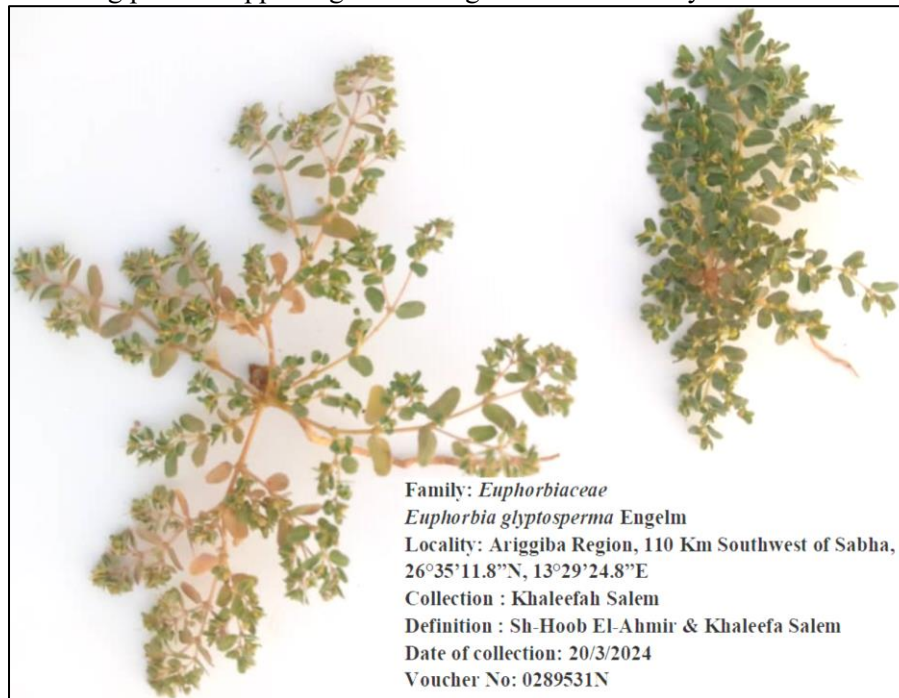 Family: Euphorbiaceae
Euphorbia glyptosperma Engelm
Locality: Ariggiba Region, 110 Km Southwest of Sabha,
26°35’11.8”N, 13°29’24.8”E
Collection : Khaleefah Salem
Definition : Sh-Hoob El-Ahmir & Khaleefa Salem
Date of collection: 20/3/2024
Voucher No: 0289531N